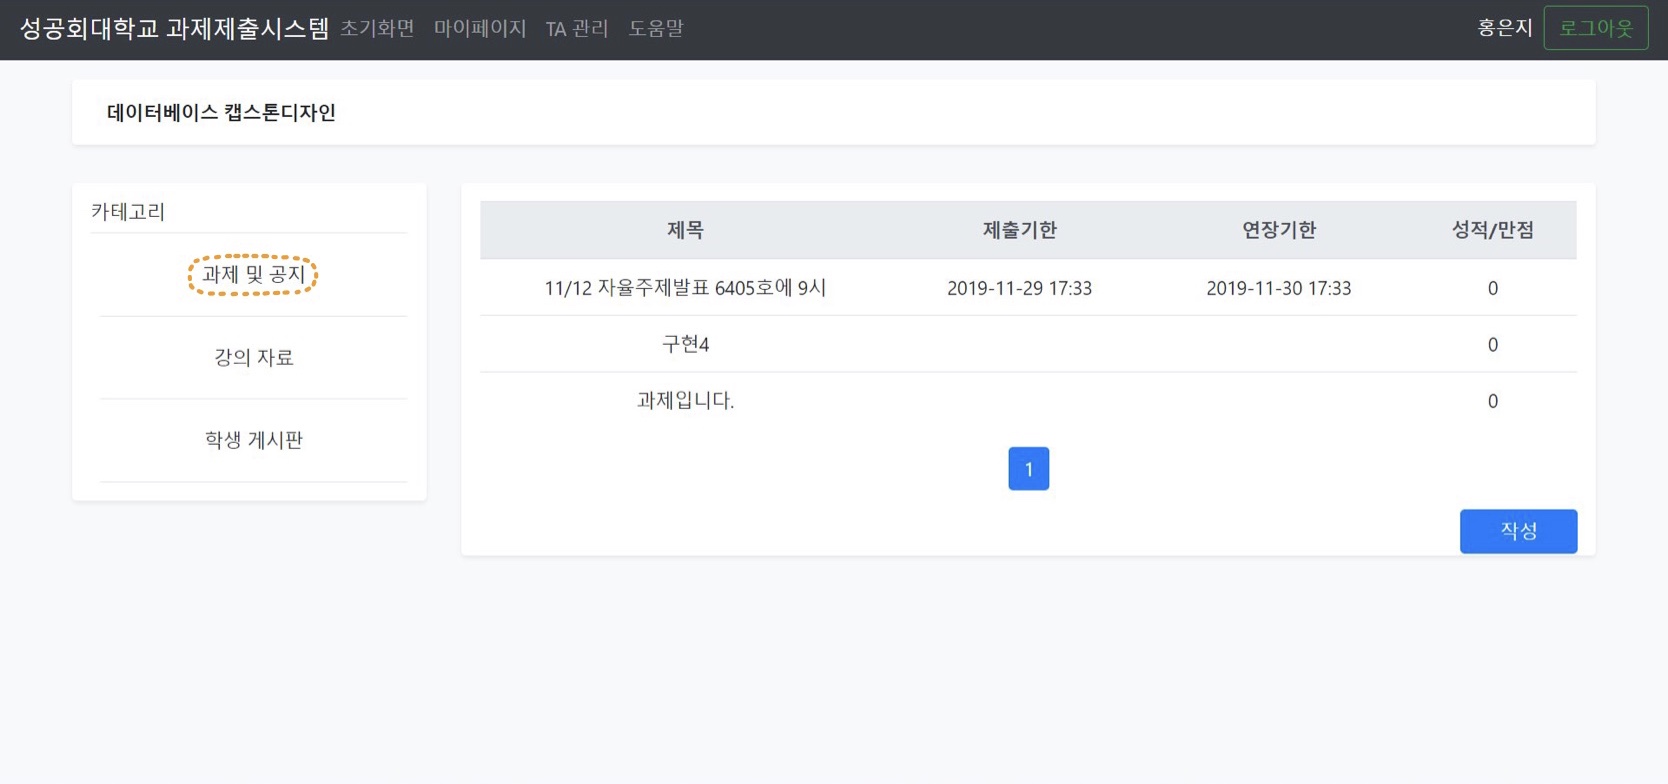 성공회대학교 과제제출시스템 초기화면 마이페이지 TA 관리 도움말 홍은지 로그아웃
데이터베이스 캡스톤디자인
카테고리
과제 및 공지
강의 자료
학생 게시판
제목 제출기한 연장기한 성적/만점
11/12 자율주제발표 6405호에 9시 2019-11-29 17:33 2019-11-30 17:33 0
구현4 0
과제입니다. 0
1
작성